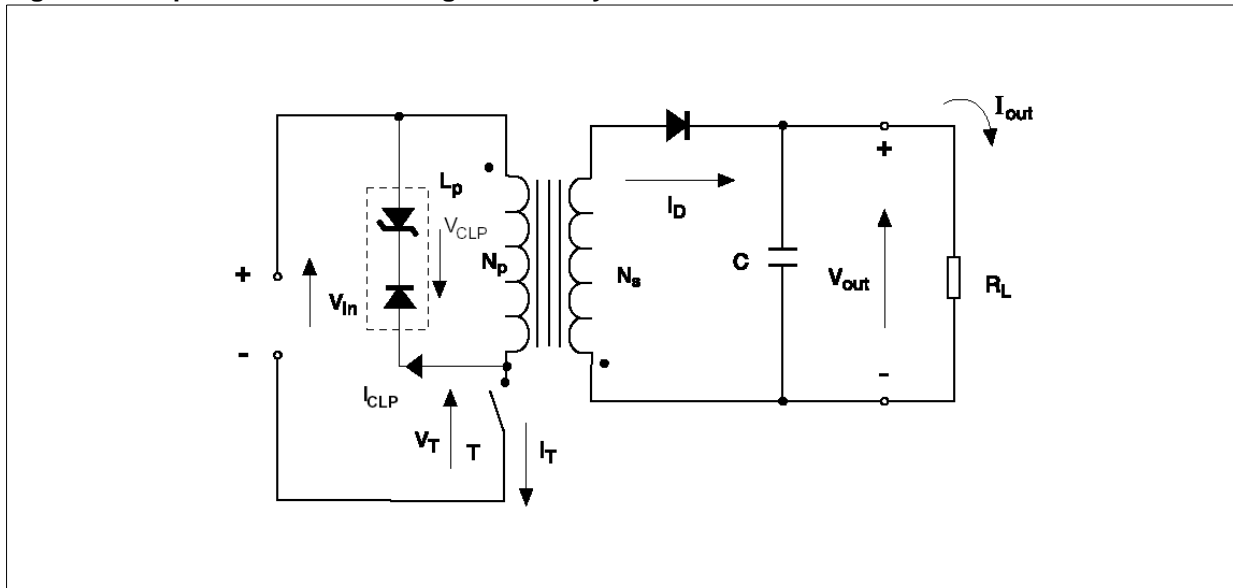 I_out
+
L_p
V_CLP
I_D
+
V_in
N_p
N_s
C
V_out
R_L
-
I_CLP
-
V_T
T
I_T